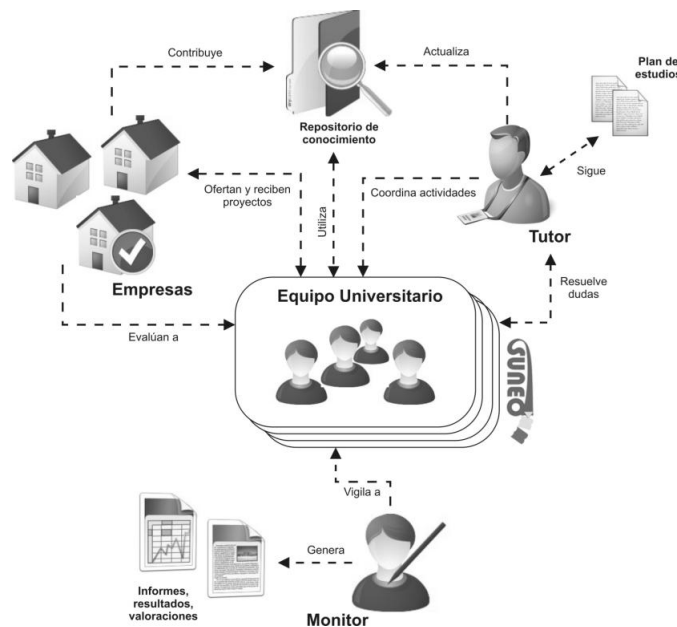 Contribuye
Actualiza
Plan de
estudios
Repositorio de
conocimiento
Ofertan y reciben
proyectos
Utiliza
Coordina actividades
Sigue
Tutor
Empresas
Equipo Universitario
Resuelve
dudas
Evalúan a
SUNEO
Vigila a
Genera
Informes,
resultados,
valoraciones
Monitor